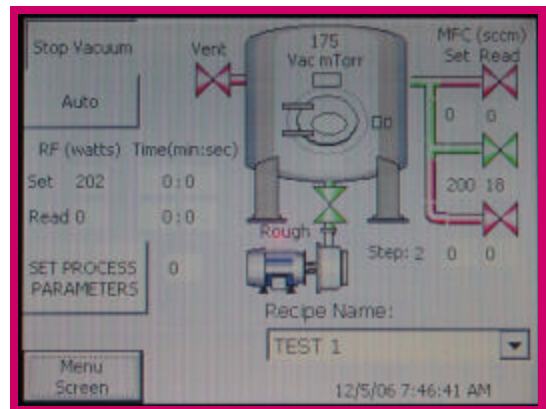 Stop Vacuum
Vent
175
Vac mTorr
MFC (sccm)
Set Read
Auto
0 0
RF (watts) Time(min:sec)
Set 202 0:0
200 18
Read 0 0:0
Rough
Step: 2 0 0
SET PROCESS
PARAMETERS
0
Recipe Name:
TEST 1
Menu
Screen
12/5/06 7:46:41 AM